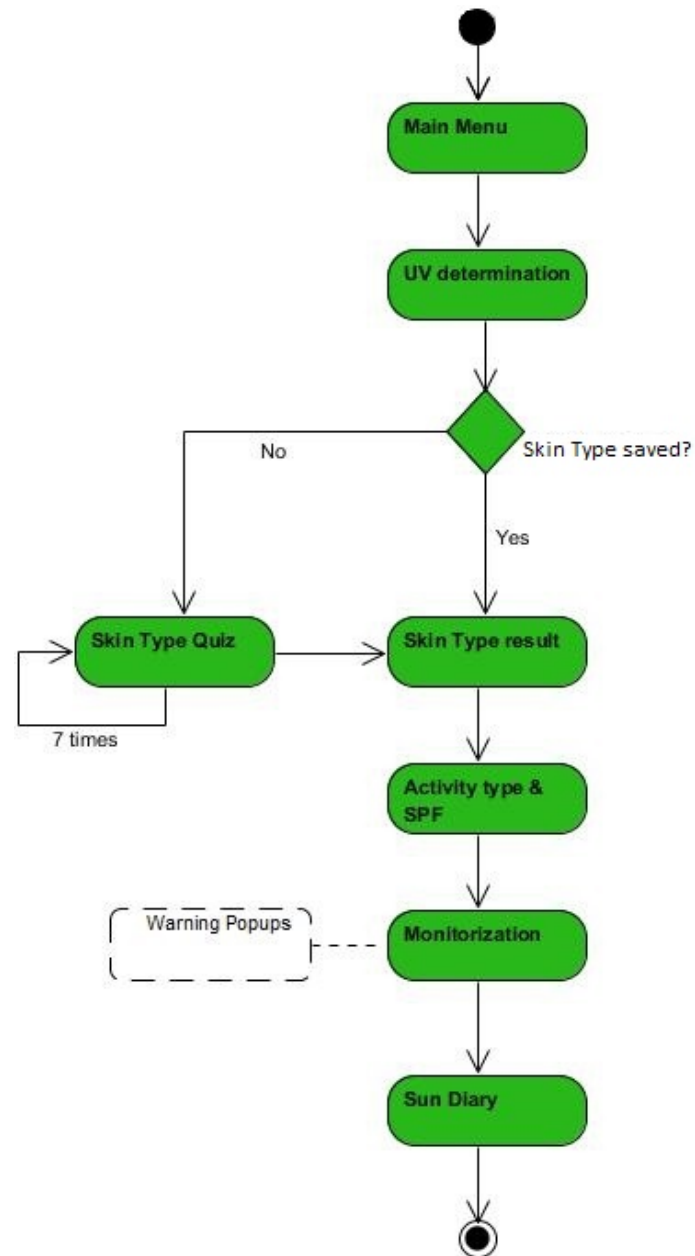 Main Menu
UV determination
Skin Type saved?
No
Yes
Skin Type Quiz
Skin Type result
7 times
Activity type &
SPF
Warning Popups
Monitorization
Sun Diary